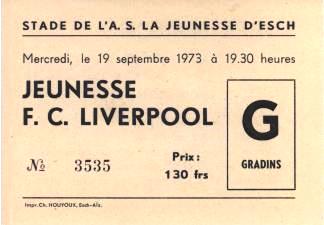 STADE DE L'A. S. LA JEUNESSE D'ESCH
Mercredi, le 19 septembre 1973 à 19.30 heures
JEUNESSE
F. C. LIVERPOOL
G
GRADINS
№ 3535
Prix :
130 frs
Impr. Ch. HOUYOUX, Esch-Alz.